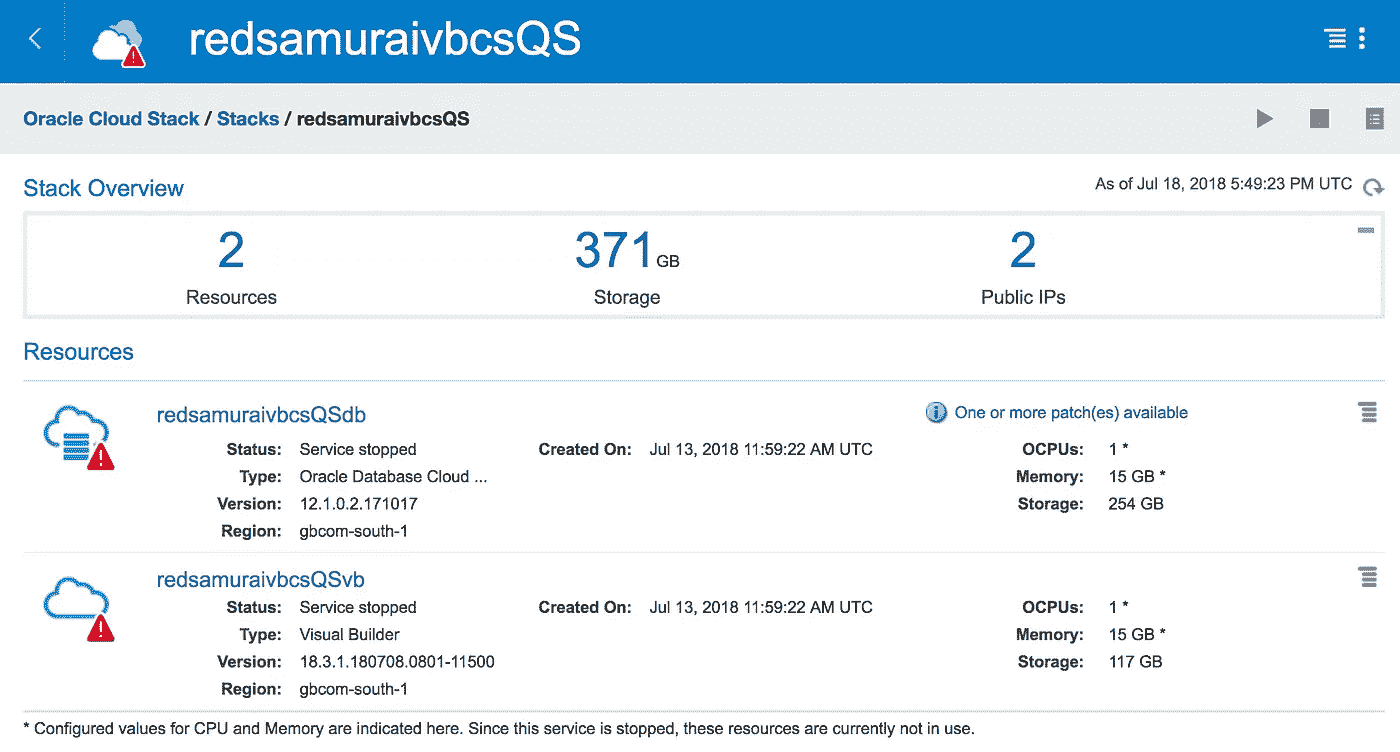 redsamuraivbcsQS
Oracle Cloud Stack / Stacks / redsamuraivbcsQS
Stack Overview
As of Jul 18, 2018 5:49:23 PM UTC
2 371 GB 2
Resources Storage Public IPs
Resources
redsamuraivbcsQSdb
One or more patch(es) available
Status: Service stopped Created On: Jul 13, 2018 11:59:22 AM UTC OCPUs: 1 *
Type: Oracle Database Cloud ... Memory: 15 GB *
Version: 12.1.0.2.171017 Storage: 254 GB
Region: gbcom-south-1
redsamuraivbcsQSvb
Status: Service stopped Created On: Jul 13, 2018 11:59:22 AM UTC OCPUs: 1 *
Type: Visual Builder Memory: 15 GB *
Version: 18.3.1.180708.0801-11500 Storage: 117 GB
Region: gbcom-south-1
* Configured values for CPU and Memory are indicated here. Since this service is stopped, these resources are currently not in use.